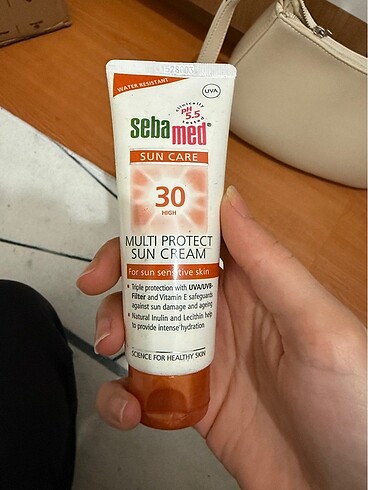 WATER RESISTANT
UVA
clinically
pH
5.5
tested
sebamed®
SUN CARE
30
HIGH
MULTI PROTECT
SUN CREAM
For sun sensitive skin
• Triple protection with UVA/UVB-
Filter and Vitamin E safeguards
against sun damage and ageing
• Natural Inulin and Lecithin help
to provide intense hydration
SCIENCE FOR HEALTHY SKIN